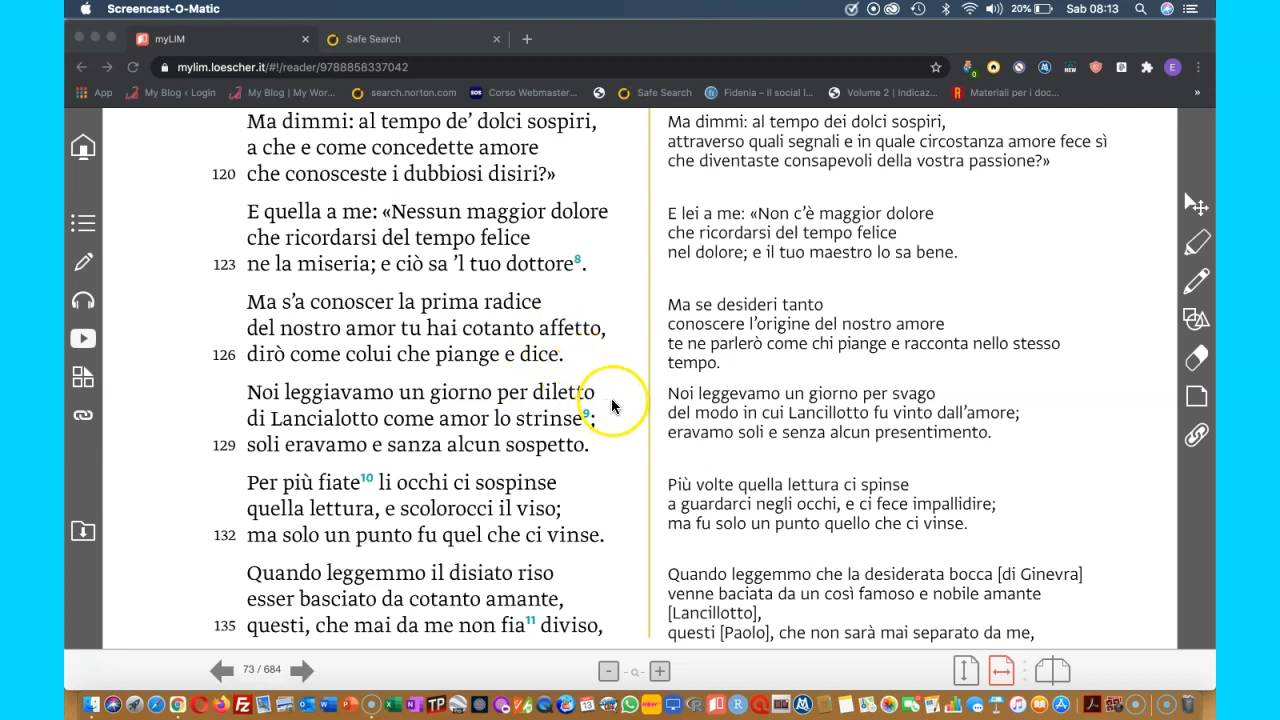 Screencast-O-Matic
20%
Sab 08:13
myLIM
Safe Search
mylim.loescher.it/#!/reader/9788858337042
E
App
My Blog ‹ Login
My Blog | My Wor...
search.norton.com
SOS
Corso Webmaster...
Safe Search
Fidenia – Il social l...
Volume 2 | Indicaz...
Materiali per i doc...
»
Ma dimmi: al tempo de’ dolci sospiri,
a che e come concedette amore
120 che conosceste i dubbiosi disiri?»
E quella a me: «Nessun maggior dolore
che ricordarsi del tempo felice
123 ne la miseria; e ciò sa ’l tuo dottore8.
Ma s’a conoscer la prima radice
del nostro amor tu hai cotanto affetto,
126 dirò come colui che piange e dice.
Noi leggiavamo un giorno per diletto
di Lancialotto come amor lo strinse9;
129 soli eravamo e sanza alcun sospetto.
Per più fiate10 li occhi ci sospinse
quella lettura, e scolorocci il viso;
132 ma solo un punto fu quel che ci vinse.
Quando leggemmo il disiato riso
esser basciato da cotanto amante,
135 questi, che mai da me non fia11 diviso,
Ma dimmi: al tempo dei dolci sospiri,
attraverso quali segnali e in quale circostanza amore fece sì
che diventaste consapevoli della vostra passione?»
E lei a me: «Non c’è maggior dolore
che ricordarsi del tempo felice
nel dolore; e il tuo maestro lo sa bene.
Ma se desideri tanto
conoscere l’origine del nostro amore
te ne parlerò come chi piange e racconta nello stesso
tempo.
Noi leggevamo un giorno per svago
del modo in cui Lancillotto fu vinto dall’amore;
eravamo soli e senza alcun presentimento.
Più volte quella lettura ci spinse
a guardarci negli occhi, e ci fece impallidire;
ma fu solo un punto quello che ci vinse.
Quando leggemmo che la desiderata bocca [di Ginevra]
venne baciata da un così famoso e nobile amante
[Lancillotto],
questi [Paolo], che non sarà mai separato da me,
73 / 684